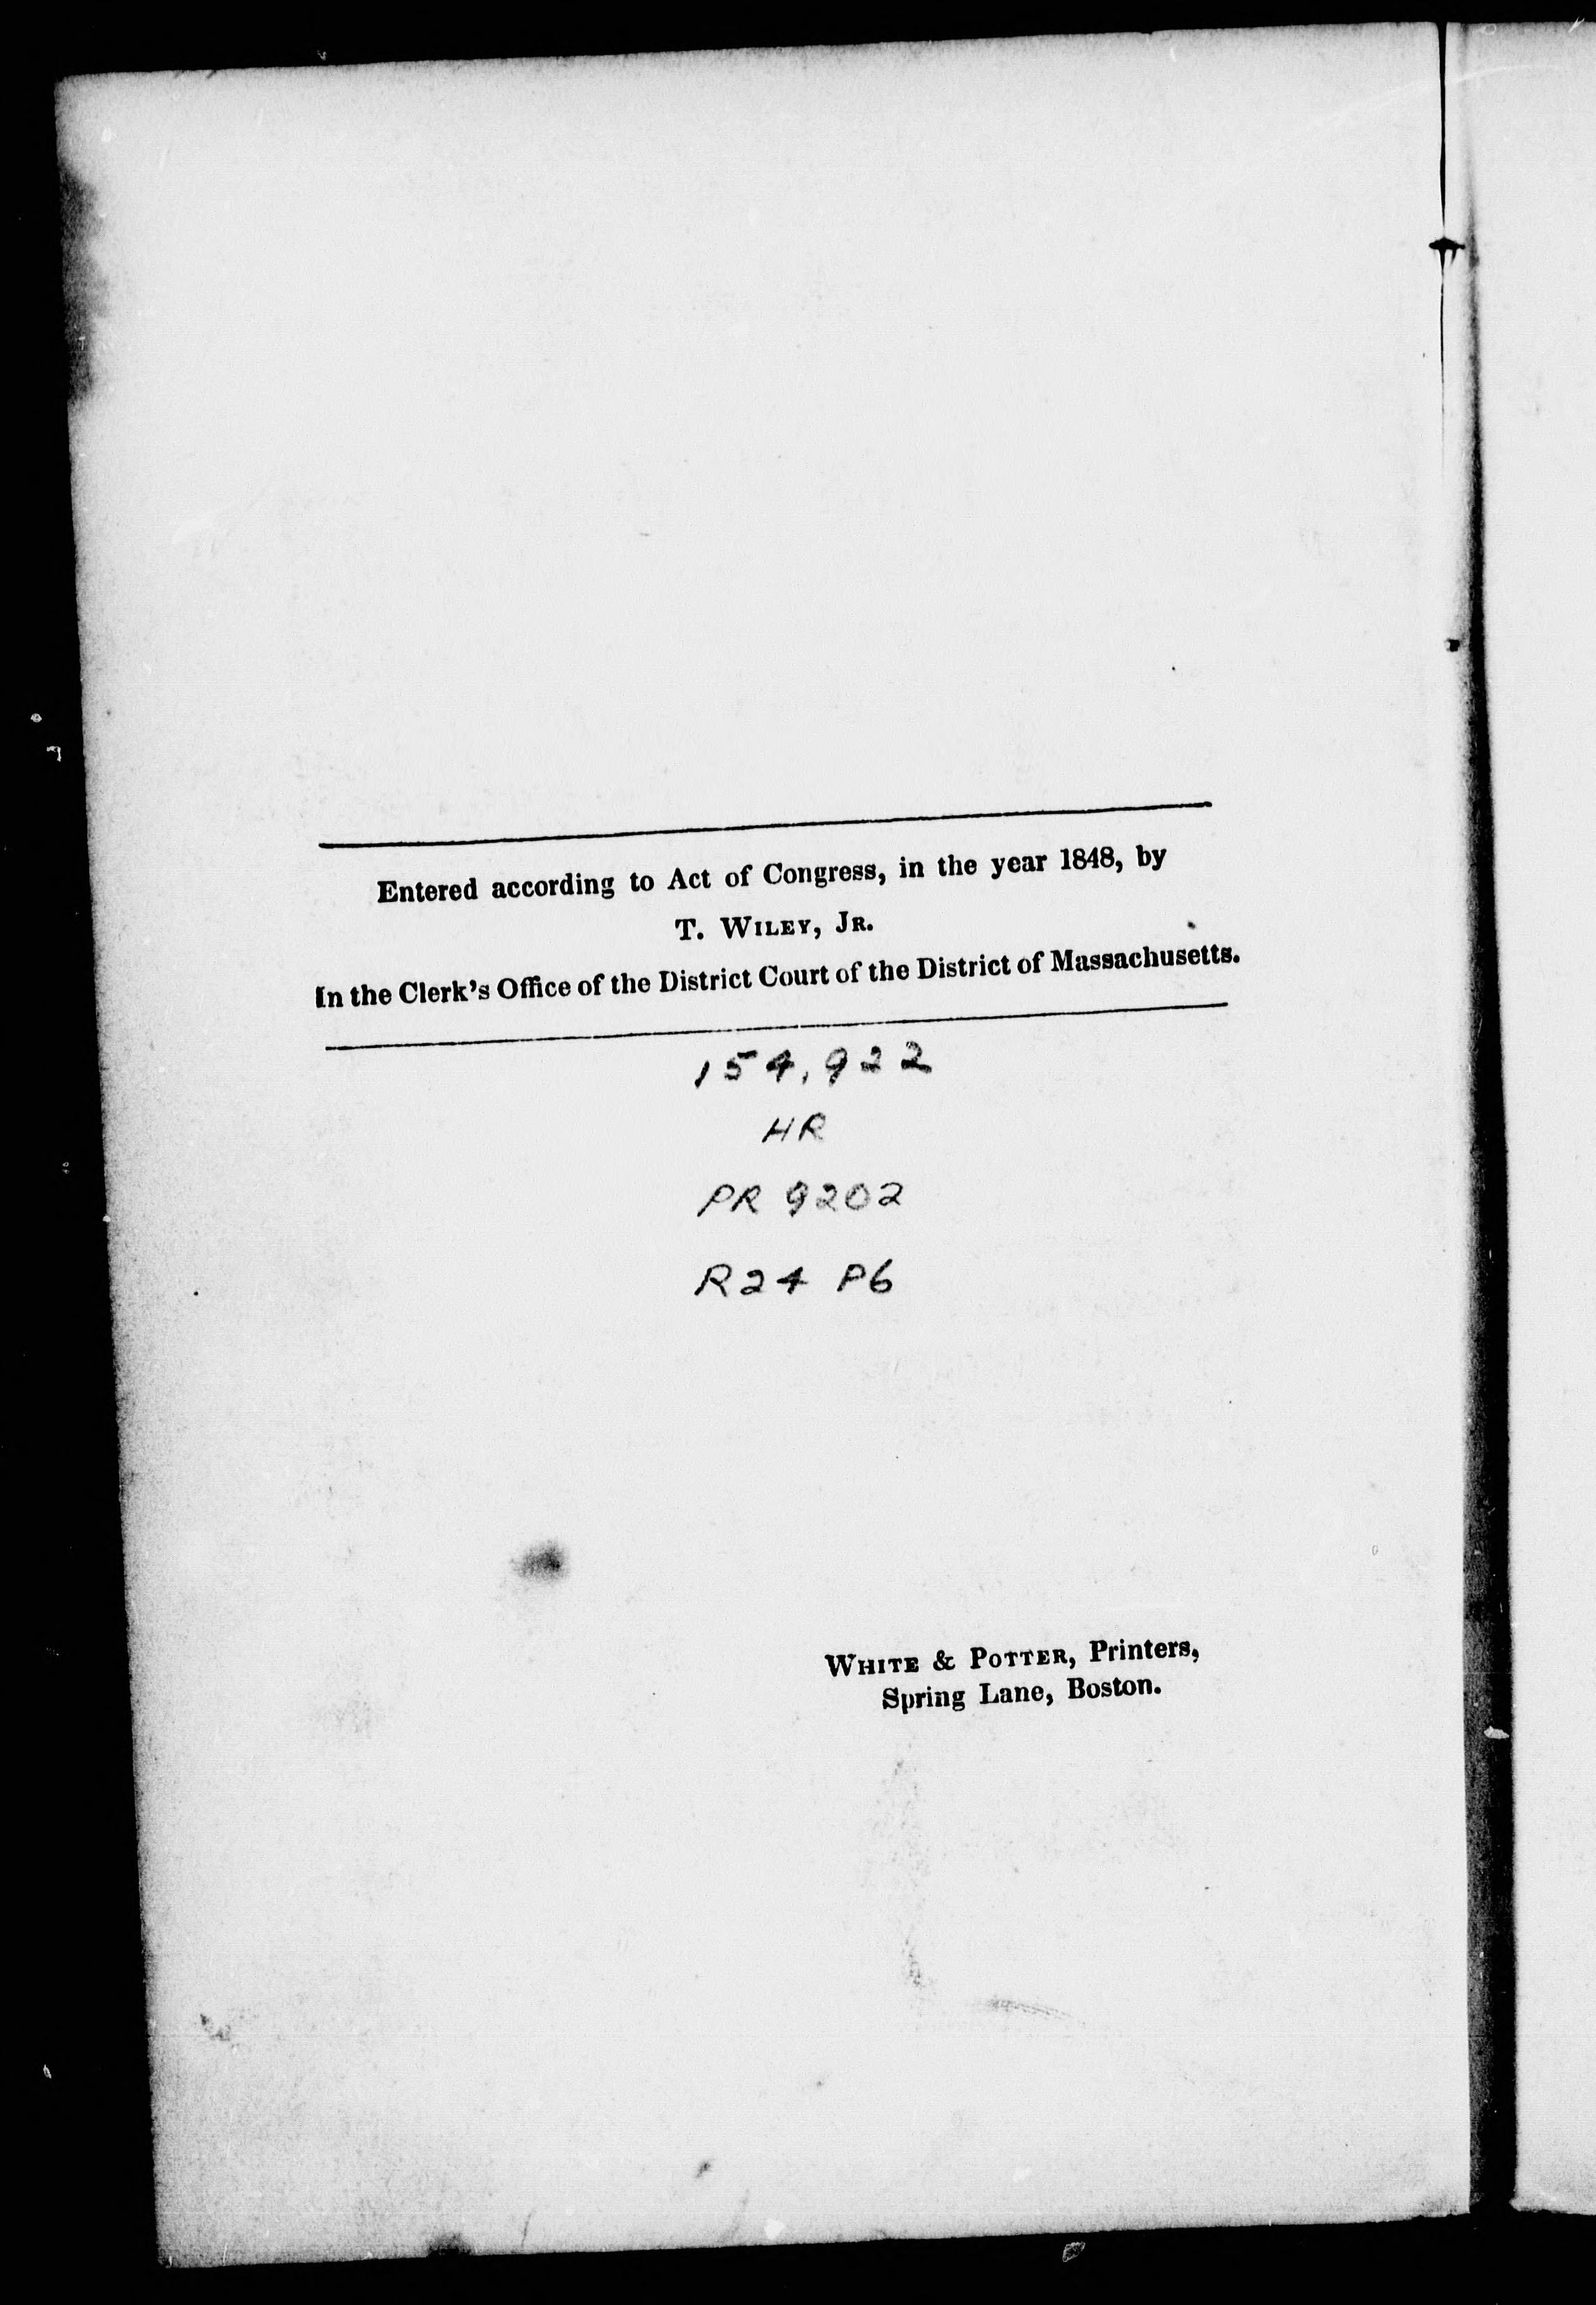 Entered according to Act of Congress, in the year 1848, by
T. WILEY, JR.
In the Clerk's Office of the District Court of the District of Massachusetts.
154,922
HR
PR 9202
R24 P6
WHITE & POTTER, Printers,
Spring Lane, Boston.